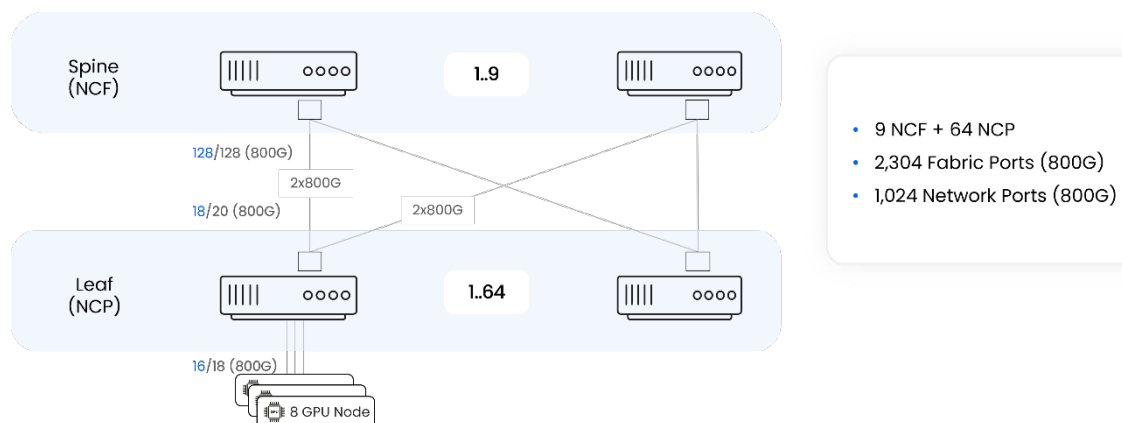 Spine
(NCF)
1..9
128/128 (800G)
2x800G
18/20 (800G)
2x800G
Leaf
(NCP)
1..64
16/18 (800G)
8 GPU Node
• 9 NCF + 64 NCP
• 2,304 Fabric Ports (800G)
• 1,024 Network Ports (800G)